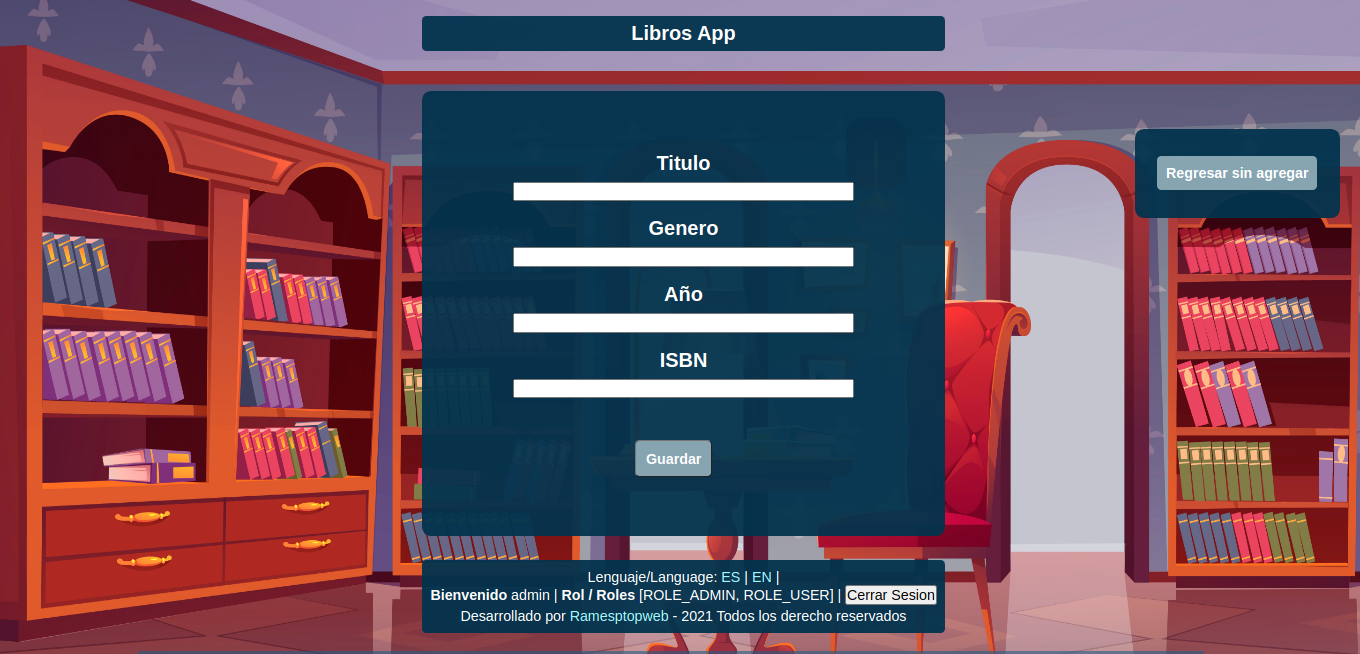 Libros App
Titulo
Genero
Año
ISBN
Guardar
Regresar sin agregar
Lenguaje/Language: ES | EN |
Bienvenido admin | Rol / Roles [ROLE_ADMIN, ROLE_USER] | Cerrar Sesion
Desarrollado por Ramesptopweb - 2021 Todos los derecho reservados